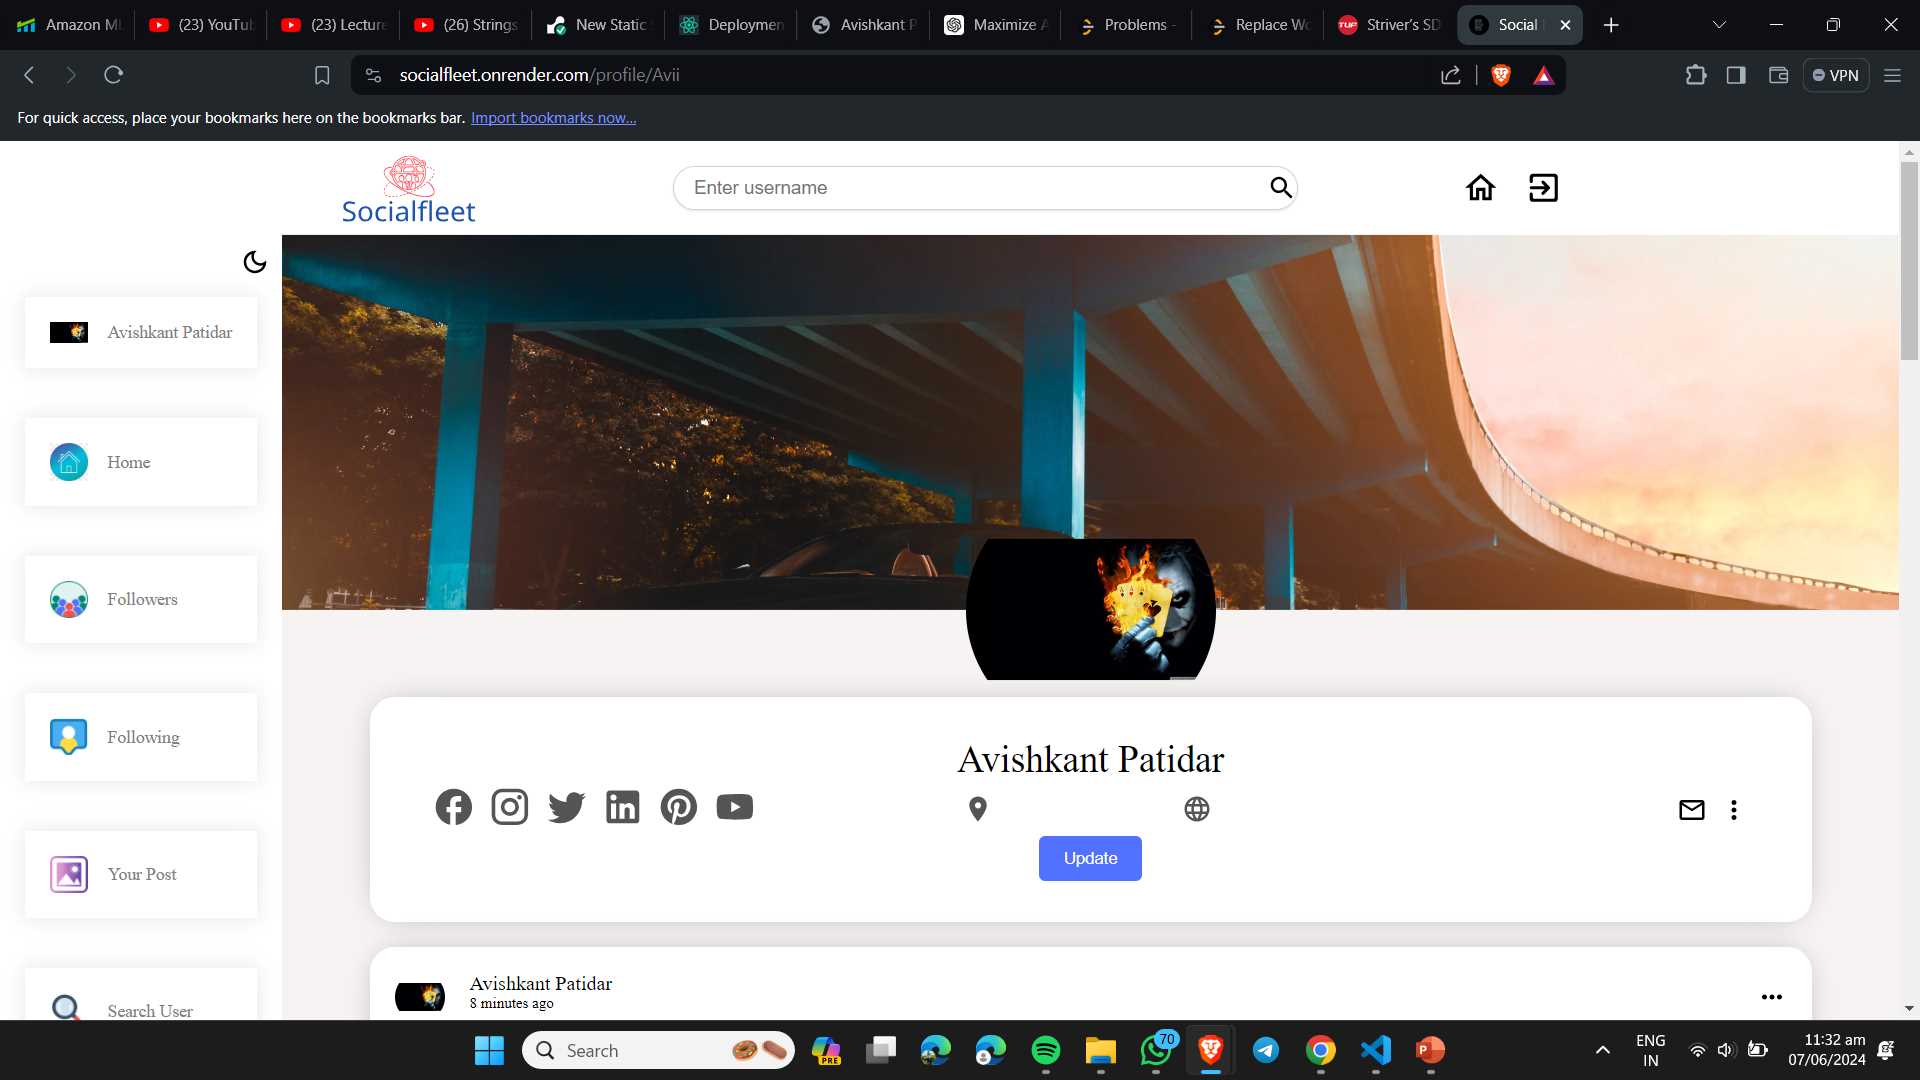 Amazon ML
(23) YouTub
(23) Lecture
(26) Strings
New Static S
Deploymen
Avishkant P
Maximize A
Problems -
Replace Wo
TUF
Striver's SD
Social
socialfleet.onrender.com/profile/Avii
VPN
For quick access, place your bookmarks here on the bookmarks bar. Import bookmarks now...
Socialfleet
Enter username
Avishkant Patidar
Home
Followers
Following
Your Post
Search User
Avishkant Patidar
Update
Avishkant Patidar
8 minutes ago
Search
PRE
70
ENG
IN
11:32 am
07/06/2024